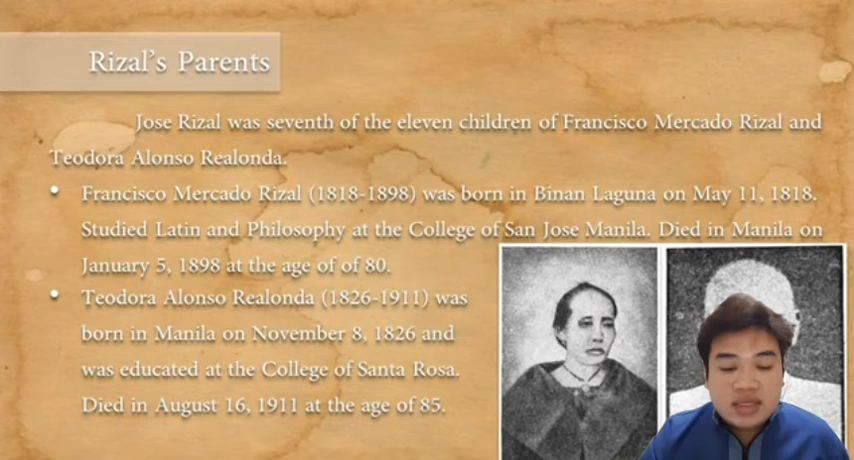 Rizal's Parents
Jose Rizal was seventh of the eleven children of Francisco Mercado Rizal and
Teodora Alonso Realonda.
• Francisco Mercado Rizal (1818-1898) was born in Binan Laguna on May 11, 1818.
Studied Latin and Philosophy at the College of San Jose Manila. Died in Manila on
January 5, 1898 at the age of of 80.
• Teodora Alonso Realonda (1826-1911) was
born in Manila on November 8, 1826 and
was educated at the College of Santa Rosa.
Died in August 16, 1911 at the age of 85.